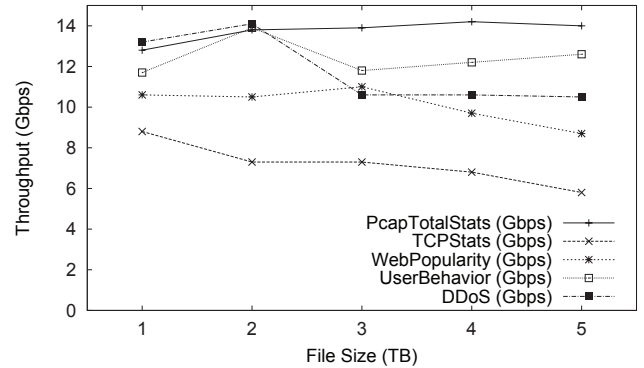 Throughput (Gbps)
14
12
10
8
6
4
2
0
PcapTotalStats (Gbps)
TCPStats (Gbps)
WebPopularity (Gbps)
UserBehavior (Gbps)
DDoS (Gbps)
1 2 3 4 5
File Size (TB)